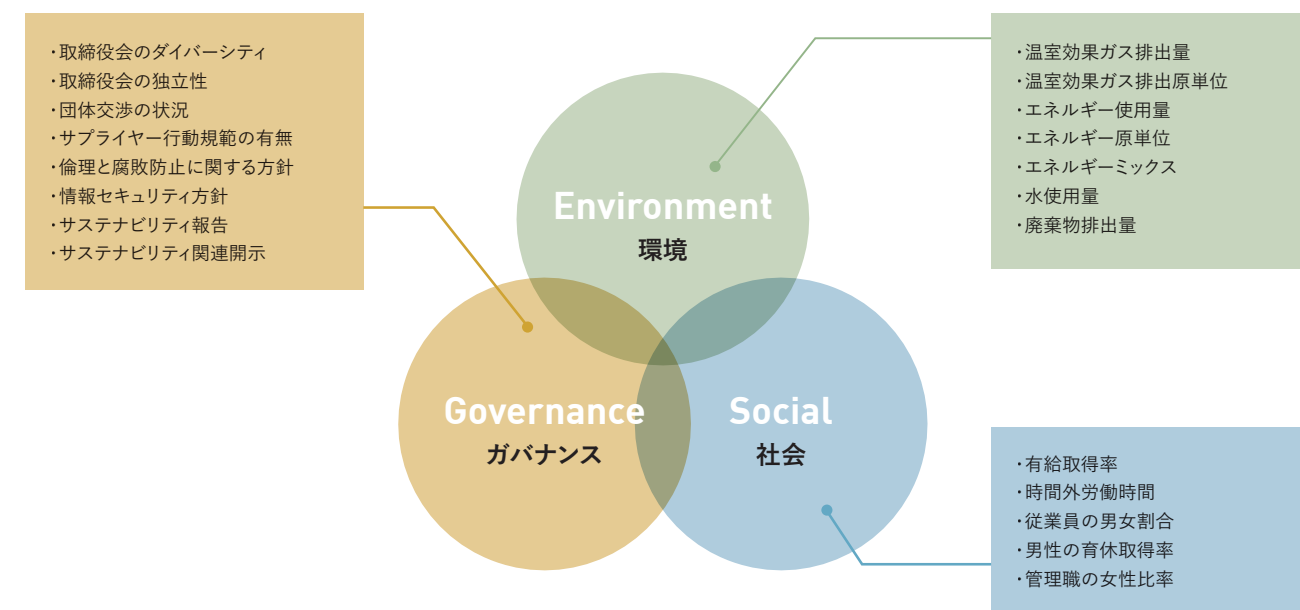 ・取締役会のダイバーシティ
・取締役会の独立性
・団体交渉の状況
・サプライヤー行動規範の有無
・倫理と腐敗防止に関する方針
・情報セキュリティ方針
・サステナビリティ報告
・サステナビリティ関連開示
・温室効果ガス排出量
・温室効果ガス排出原単位
・エネルギー使用量
・エネルギー原単位
・エネルギーミックス
・水使用量
・廃棄物排出量
Environment
環境
Governance
ガバナンス
Social
社会
・有給取得率
・時間外労働時間
・従業員の男女割合
・男性の育休取得率
・管理職の女性比率